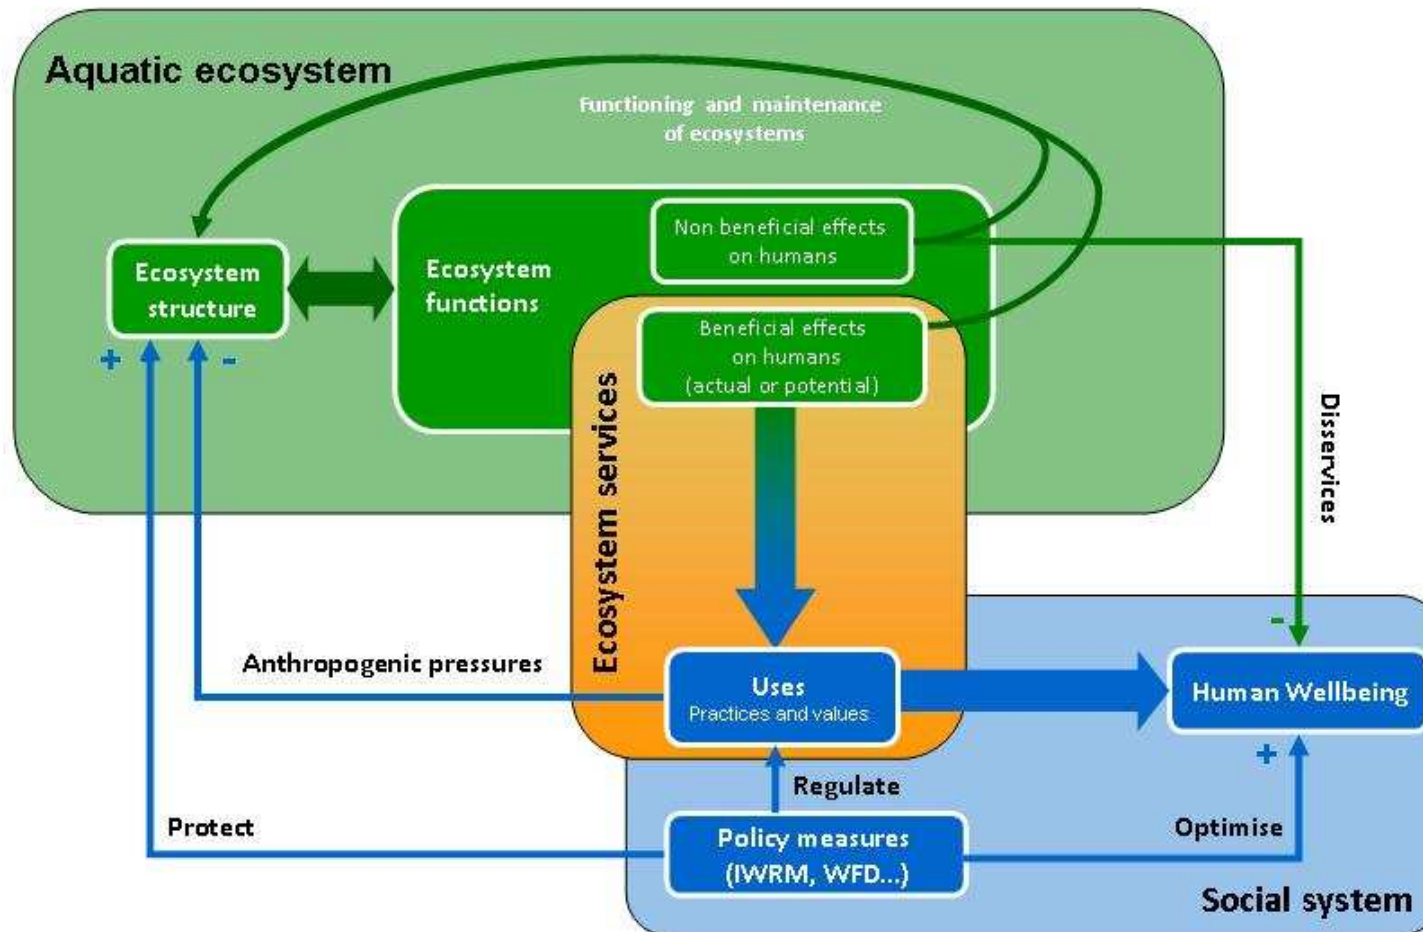 Aquatic ecosystem
Functioning and maintenance
of ecosystems
Non beneficial effects
on humans
Ecosystem
structure
Ecosystem
functions
Beneficial effects
on humans
(actual or potential)
+
-
Ecosystem services
Disservices
Anthropogenic pressures
Uses
Practices and values
-
Human Wellbeing
+
Regulate
Protect
Policy measures
(IWRM, WFD...)
Optimise
Social system